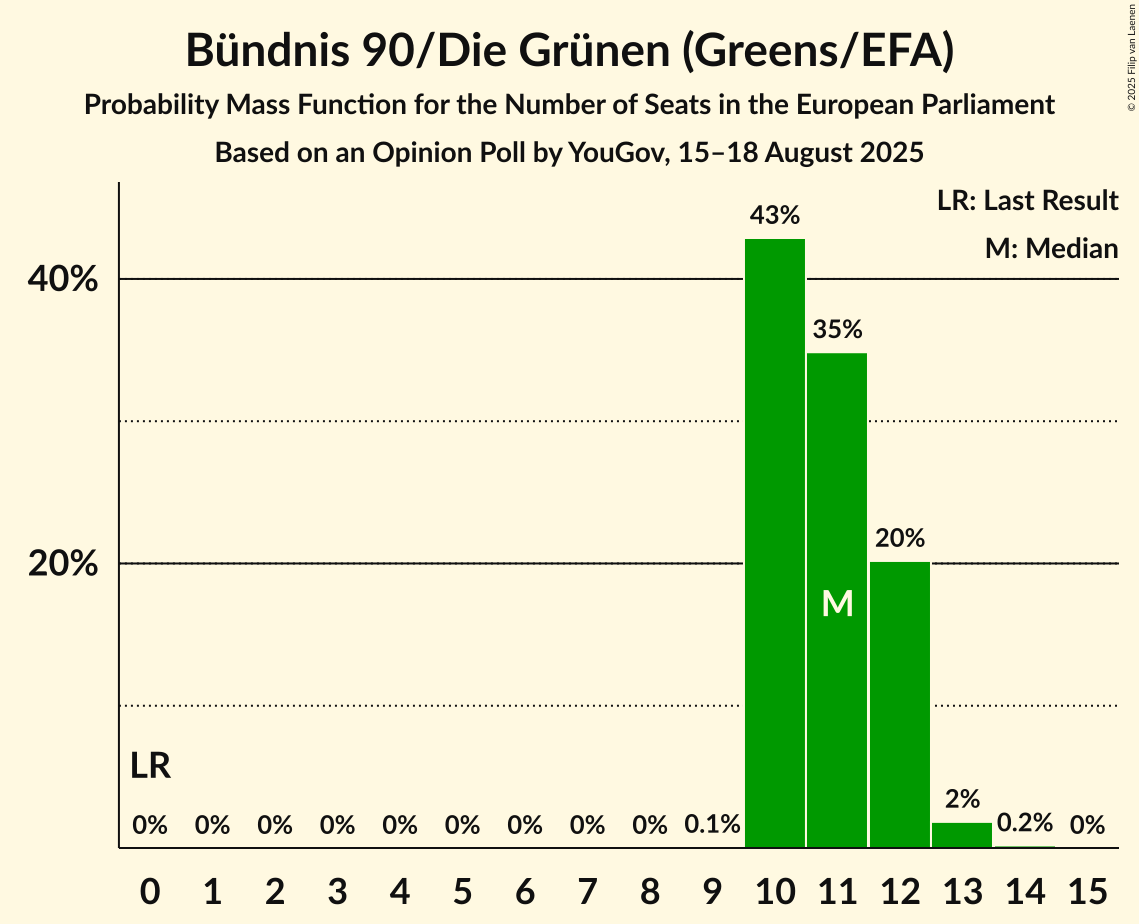 Bündnis 90/Die Grünen (Greens/EFA)
Probability Mass Function for the Number of Seats in the European Parliament
Based on an Opinion Poll by YouGov, 15–18 August 2025
© 2025 Filip van Laenen
LR: Last Result
M: Median
43%
40%
35%
20%
20%
M
LR
0% 0% 0% 0% 0% 0% 0% 0% 0% 0.1% 2% 0.2% 0%
0 1 2 3 4 5 6 7 8 9 10 11 12 13 14 15